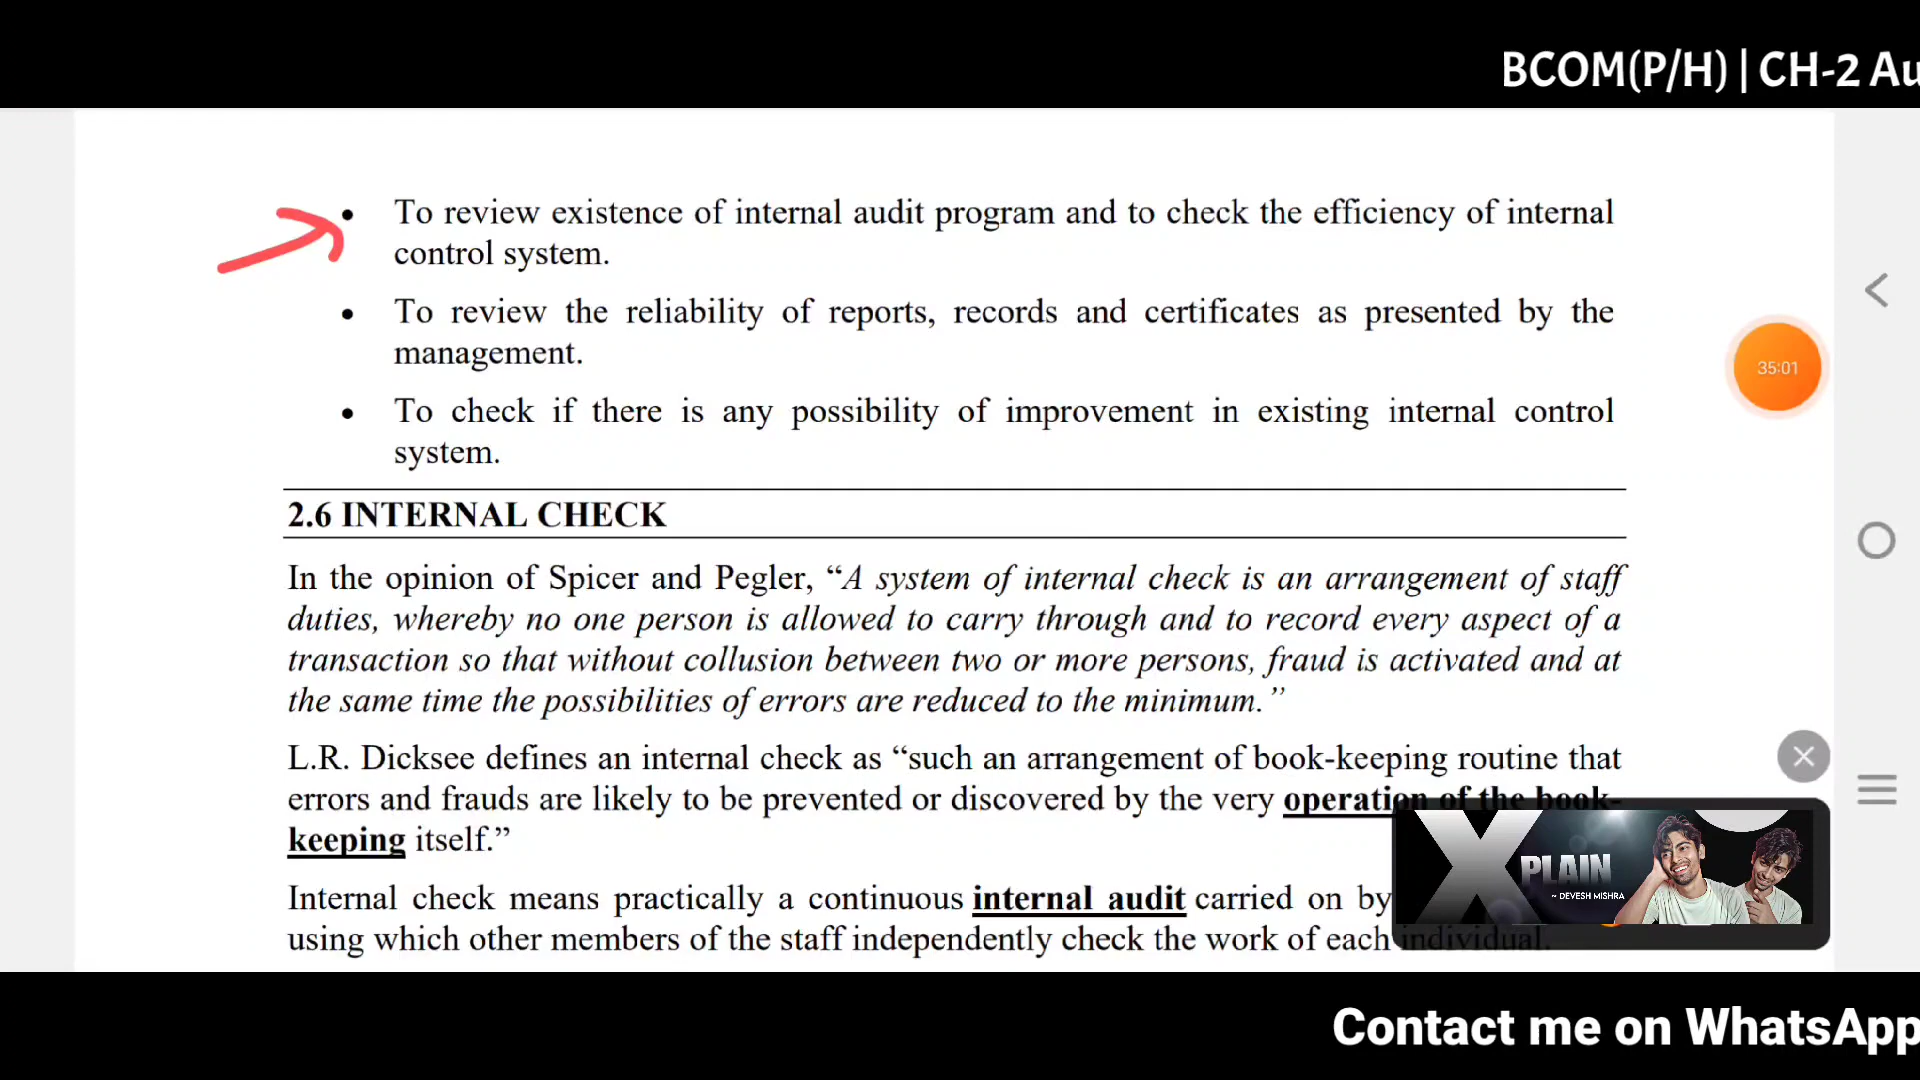 BCOM(P/H) | CH-2 Au
• To review existence of internal audit program and to check the efficiency of internal
control system.
• To review the reliability of reports, records and certificates as presented by the
management.
• To check if there is any possibility of improvement in existing internal control
system.
35:01
2.6 INTERNAL CHECK
In the opinion of Spicer and Pegler, “A system of internal check is an arrangement of staff
duties, whereby no one person is allowed to carry through and to record every aspect of a
transaction so that without collusion between two or more persons, fraud is activated and at
the same time the possibilities of errors are reduced to the minimum.”
L.R. Dicksee defines an internal check as “such an arrangement of book-keeping routine that
errors and frauds are likely to be prevented or discovered by the very operation of the book-
keeping itself.”
Internal check means practically a continuous internal audit carried on by
using which other members of the staff independently check the work of each individual.
X PLAIN
~ DEVESH MISHRA
Contact me on WhatsApp